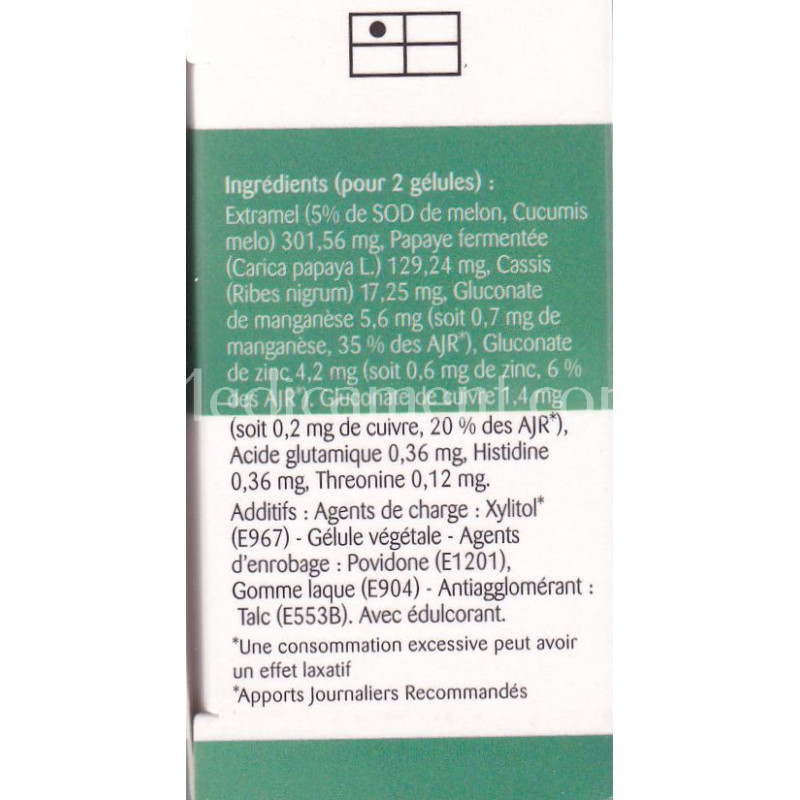 Ingrédients (pour 2 gélules) :
Extramel (5% de SOD de melon, Cucumis
melo) 301,56 mg, Papaye fermentée
(Carica papaya L.) 129,24 mg, Cassis
(Ribes nigrum) 17,25 mg, Gluconate
de manganèse 5,6 mg (soit 0,7 mg de
manganèse, 35 % des AJR*), Gluconate
de zinc 4,2 mg (soit 0,6 mg de zinc, 6 %
des AJR*). Gluconate de cuivre 1,4 mg
(soit 0,2 mg de cuivre, 20 % des AJR*),
Acide glutamique 0,36 mg, Histidine
0,36 mg, Threonine 0,12 mg.
Additifs : Agents de charge : Xylitol*
(E967) - Gélule végétale - Agents
d'enrobage : Povidone (E1201),
Gomme laque (E904) - Antiagglomérant :
Talc (E553B). Avec édulcorant.
*Une consommation excessive peut avoir
un effet laxatif
*Apports Journaliers Recommandés